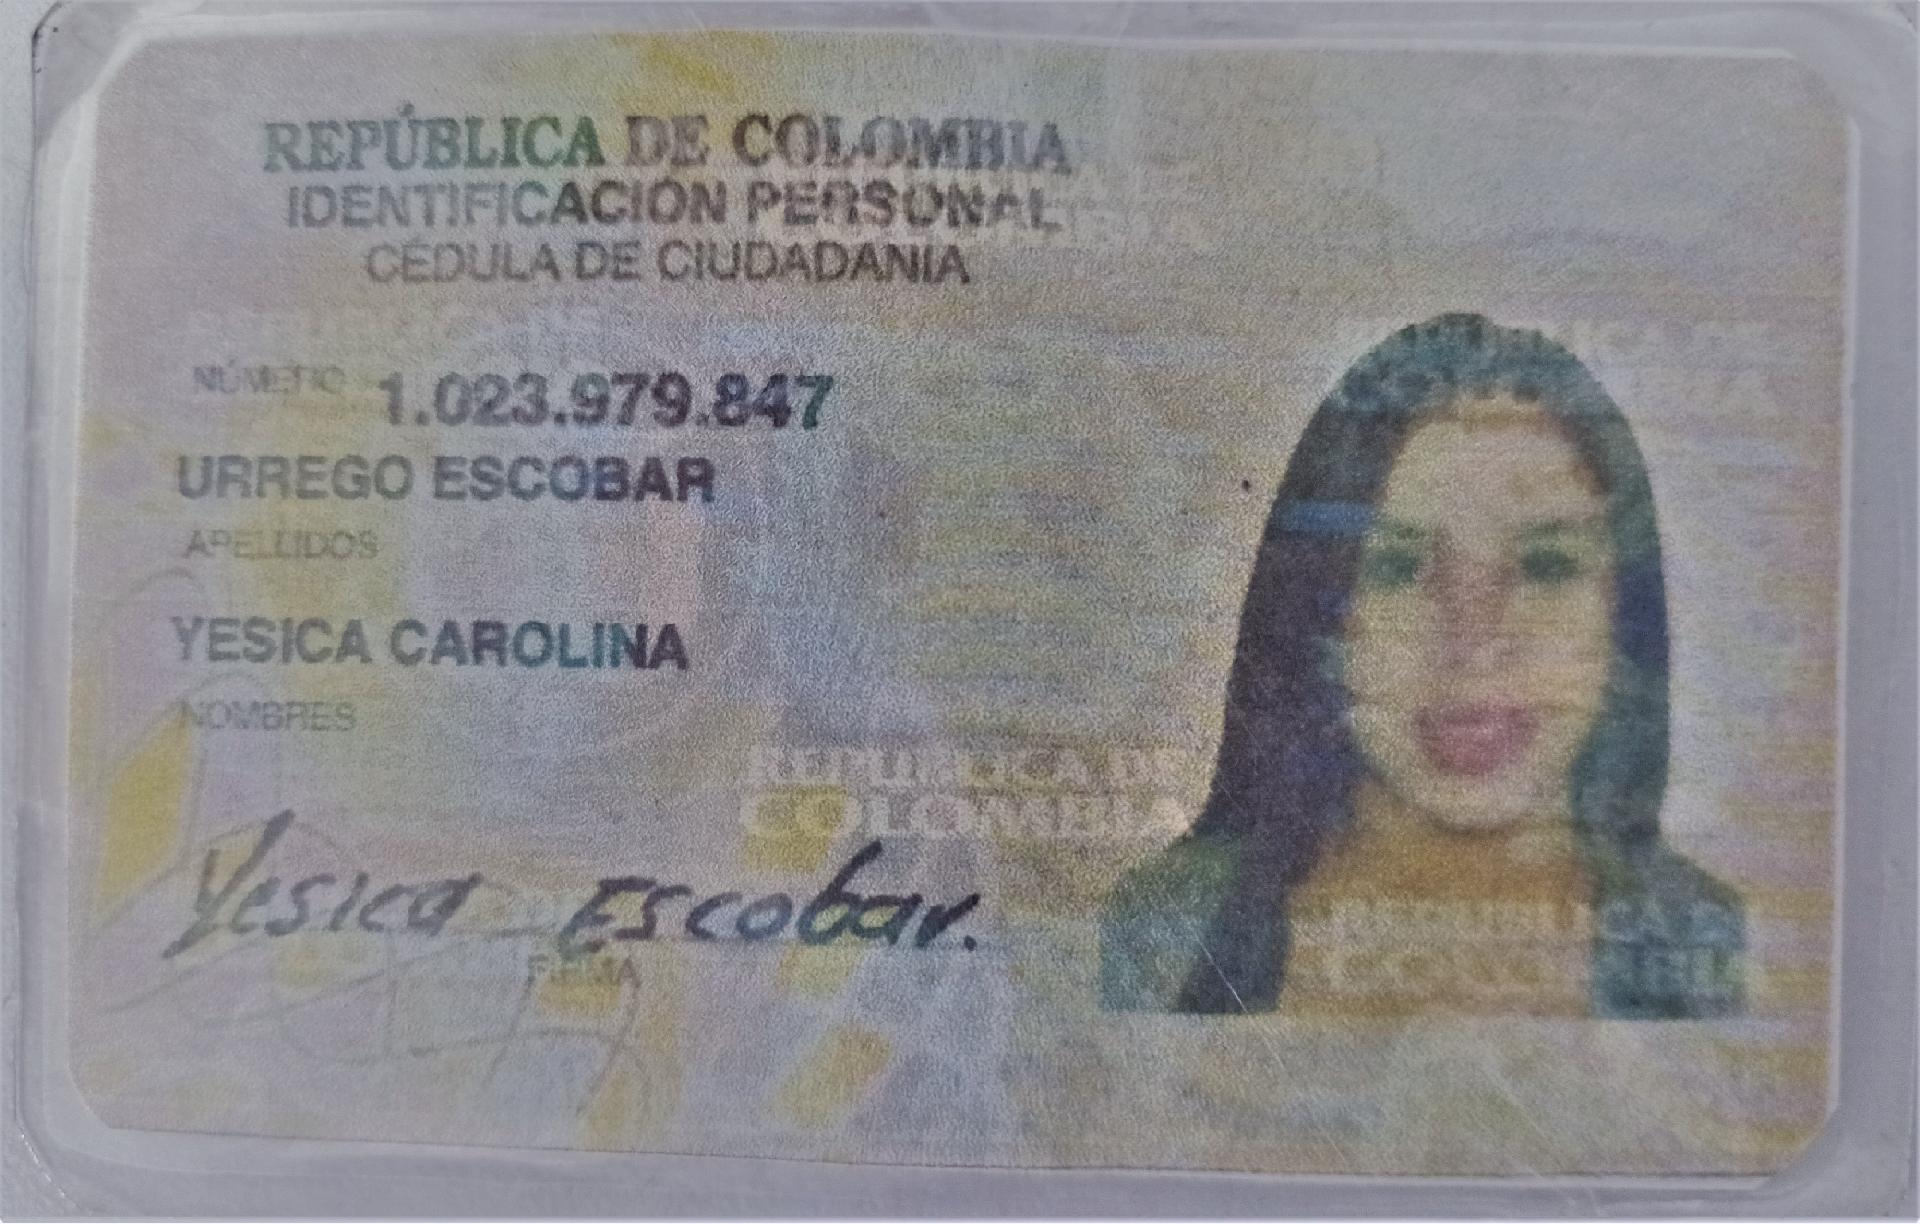 REPÚBLICA DE COLOMBIA
IDENTIFICACIÓN PERSONAL
CÉDULA DE CIUDADANIA
NÚMERO 1.023.979.847
URREGO ESCOBAR
APELLIDOS
YESICA CAROLINA
NOMBRES
REPUBLICA DE
COLOMBIA
Yesica Escobar.
FIRMA